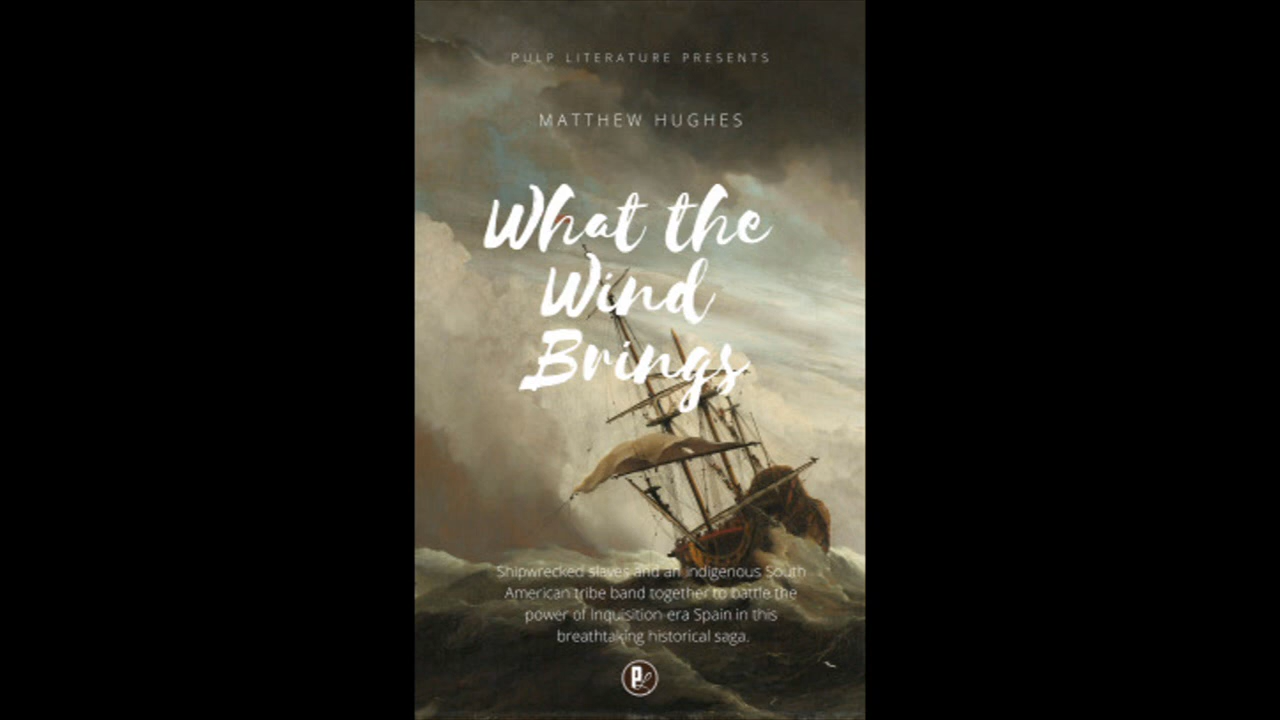 PULP LITERATURE PRESENTS
MATTHEW HUGHES
What the
Wind
Brings
Shipwrecked slaves and an indigenous South
American tribe band together to battle the
power of Inquisition-era Spain in this
breathtaking historical saga.
PL